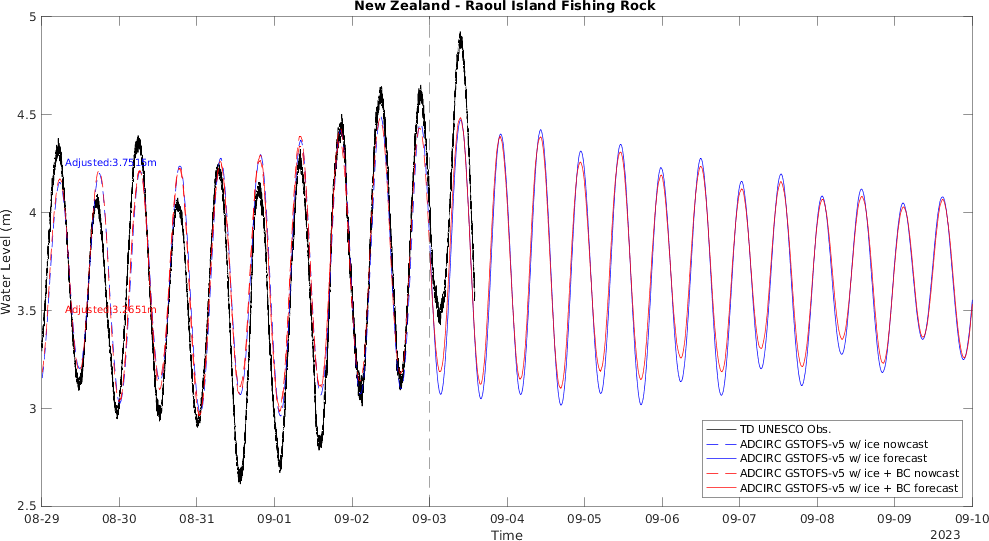 New Zealand - Raoul Island Fishing Rock
Water Level (m)
5
4.5
4
3.5
3
2.5
Adjusted:3.7515m
Adjusted:3.2651m
TD UNESCO Obs.
ADCIRC GSTOFS-v5 w/ ice nowcast
ADCIRC GSTOFS-v5 w/ ice forecast
ADCIRC GSTOFS-v5 w/ ice + BC nowcast
ADCIRC GSTOFS-v5 w/ ice + BC forecast
08-29 08-30 08-31 09-01 09-02 09-03 09-04 09-05 09-06 09-07 09-08 09-09 09-10
Time
2023